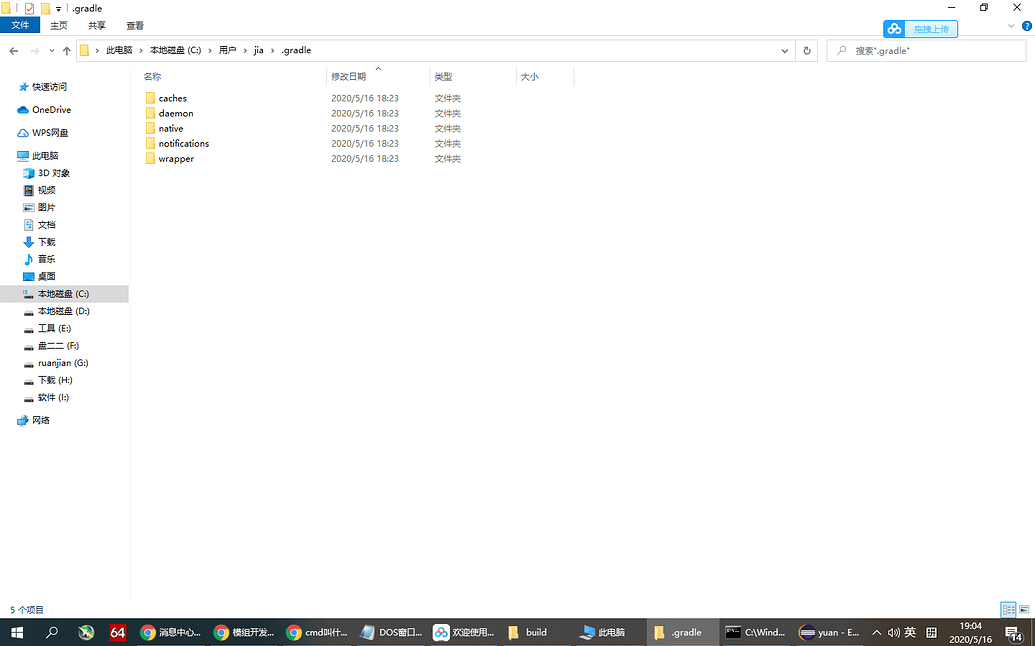 .gradle
文件 主页 共享 查看
拖拽上传
此电脑 › 本地磁盘 (C:) › 用户 › jia › .gradle
搜索".gradle"
名称 修改日期 类型 大小
caches 2020/5/16 18:23 文件夹
daemon 2020/5/16 18:23 文件夹
native 2020/5/16 18:23 文件夹
notifications 2020/5/16 18:23 文件夹
wrapper 2020/5/16 18:23 文件夹
快速访问
OneDrive
WPS网盘
此电脑
3D 对象
视频
图片
文档
下载
音乐
桌面
本地磁盘 (C:)
本地磁盘 (D:)
工具 (E:)
盘二二 (F:)
ruanjian (G:)
下载 (H:)
软件 (I:)
网络
5 个项目
64 消息中心... 模组开发... cmd叫什... DOS窗口... 欢迎使用... build 此电脑 .gradle C:\Wind... yuan - E... 英
19:04
2020/5/16
14